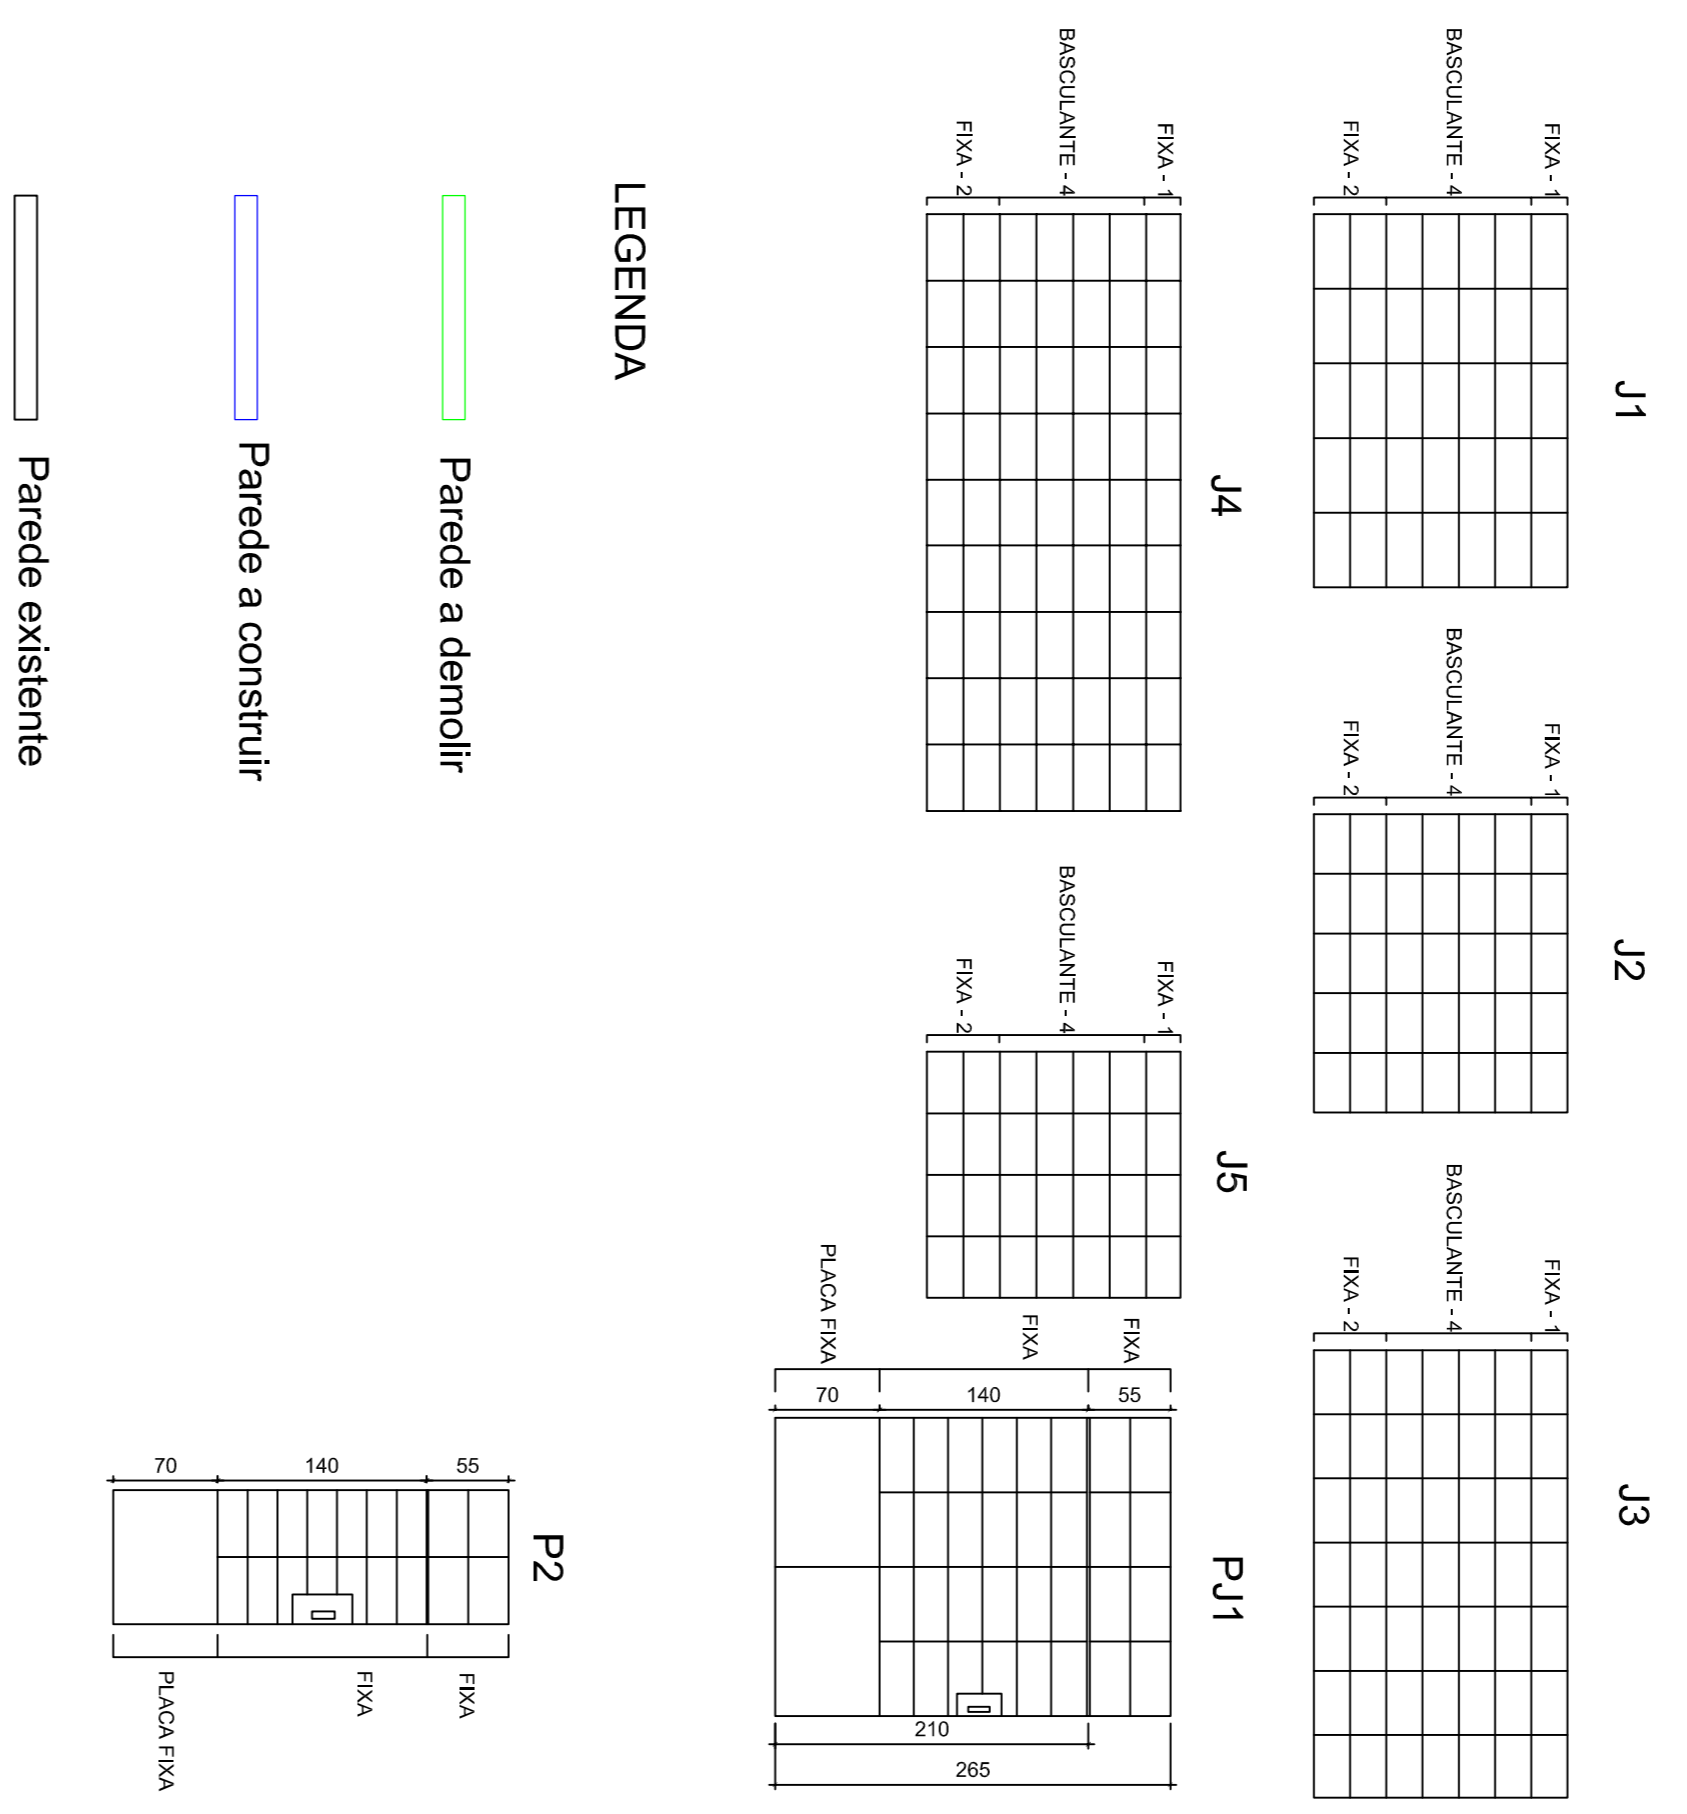 J1
FIXA - 1
BASCULANTE - 4
FIXA - 2
J2
FIXA - 1
BASCULANTE - 4
FIXA - 2
J3
FIXA - 1
BASCULANTE - 4
FIXA - 2
J4
FIXA - 1
BASCULANTE - 4
FIXA - 2
J5
FIXA - 1
BASCULANTE - 4
FIXA - 2
PJ1
FIXA
FIXA
PLACA FIXA
55
140
70
210
265
P2
55
140
70
FIXA
FIXA
PLACA FIXA
LEGENDA
Parede a demolir
Parede a construir
Parede existente